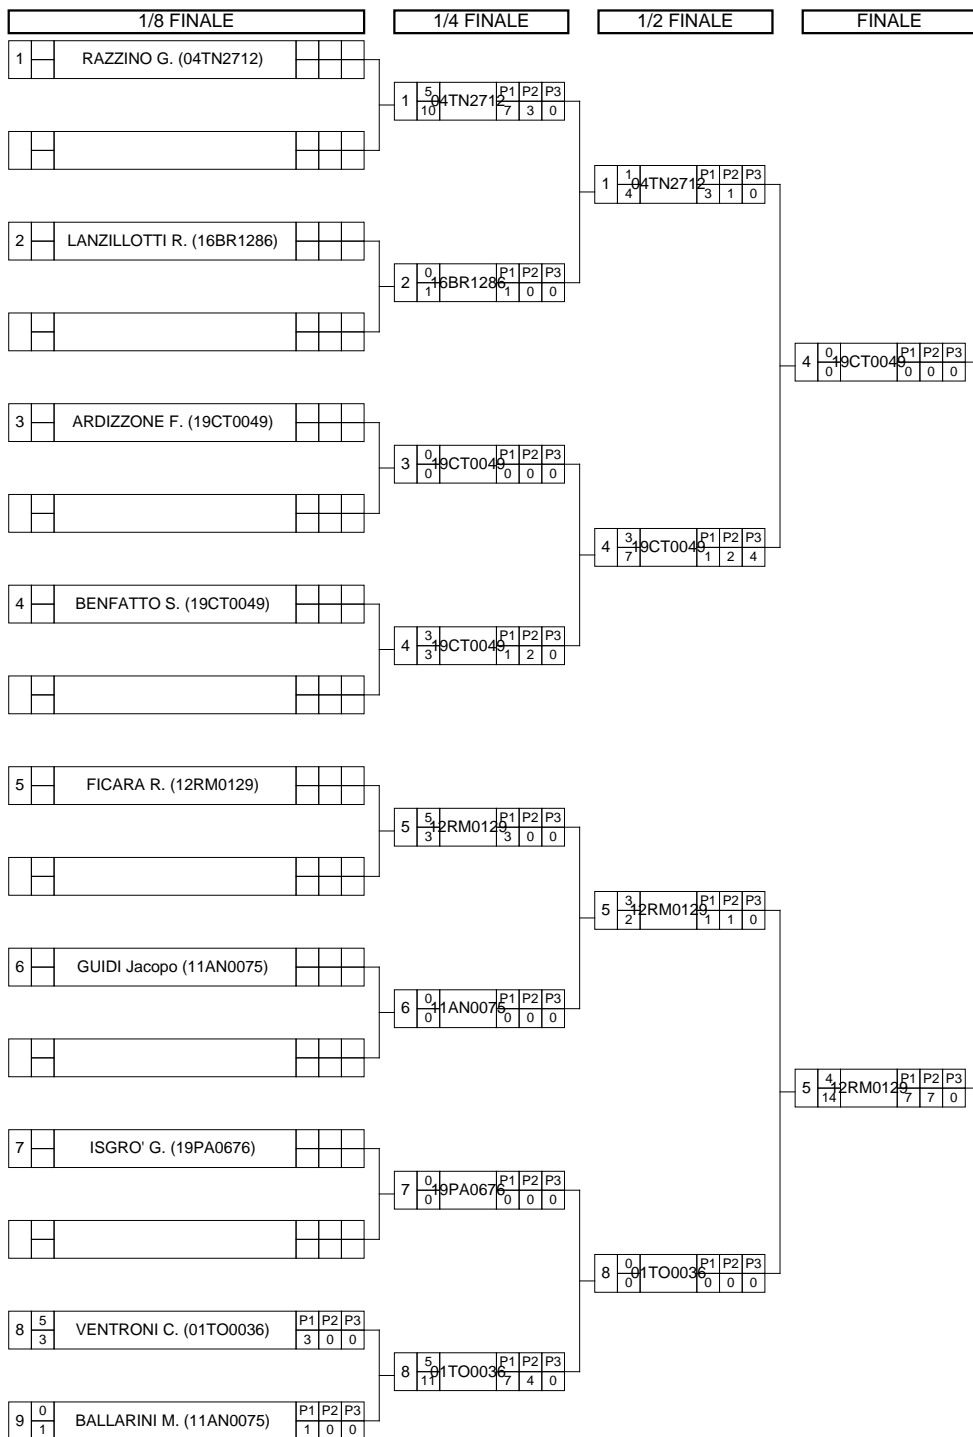 1/8 FINALE
1/4 FINALE
1/2 FINALE
FINALE
1 RAZZINO G. (04TN2712)
1 5 10 04TN2712 P1 P2 P3 7 3 0
1 1 4 04TN2712 P1 P2 P3 3 1 0
2 LANZILLOTTI R. (16BR1286)
2 0 1 16BR1286 P1 P2 P3 1 0 0
4 0 0 19CT0049 P1 P2 P3 0 0 0
3 ARDIZZONE F. (19CT0049)
3 0 0 19CT0049 P1 P2 P3 0 0 0
4 3 7 19CT0049 P1 P2 P3 1 2 4
4 BENFATTO S. (19CT0049)
4 3 3 19CT0049 P1 P2 P3 1 2 0
5 FICARA R. (12RM0129)
5 5 3 12RM0129 P1 P2 P3 3 0 0
5 3 2 12RM0129 P1 P2 P3 1 1 0
6 GUIDI Jacopo (11AN0075)
6 0 0 11AN0075 P1 P2 P3 0 0 0
5 4 14 12RM0129 P1 P2 P3 7 7 0
7 ISGRO' G. (19PA0676)
7 0 0 19PA0676 P1 P2 P3 0 0 0
8 0 0 01TO0036 P1 P2 P3 0 0 0
8 5 3 VENTRONI C. (01TO0036) P1 P2 P3 3 0 0
8 5 11 01TO0036 P1 P2 P3 7 4 0
9 0 1 BALLARINI M. (11AN0075) P1 P2 P3 1 0 0